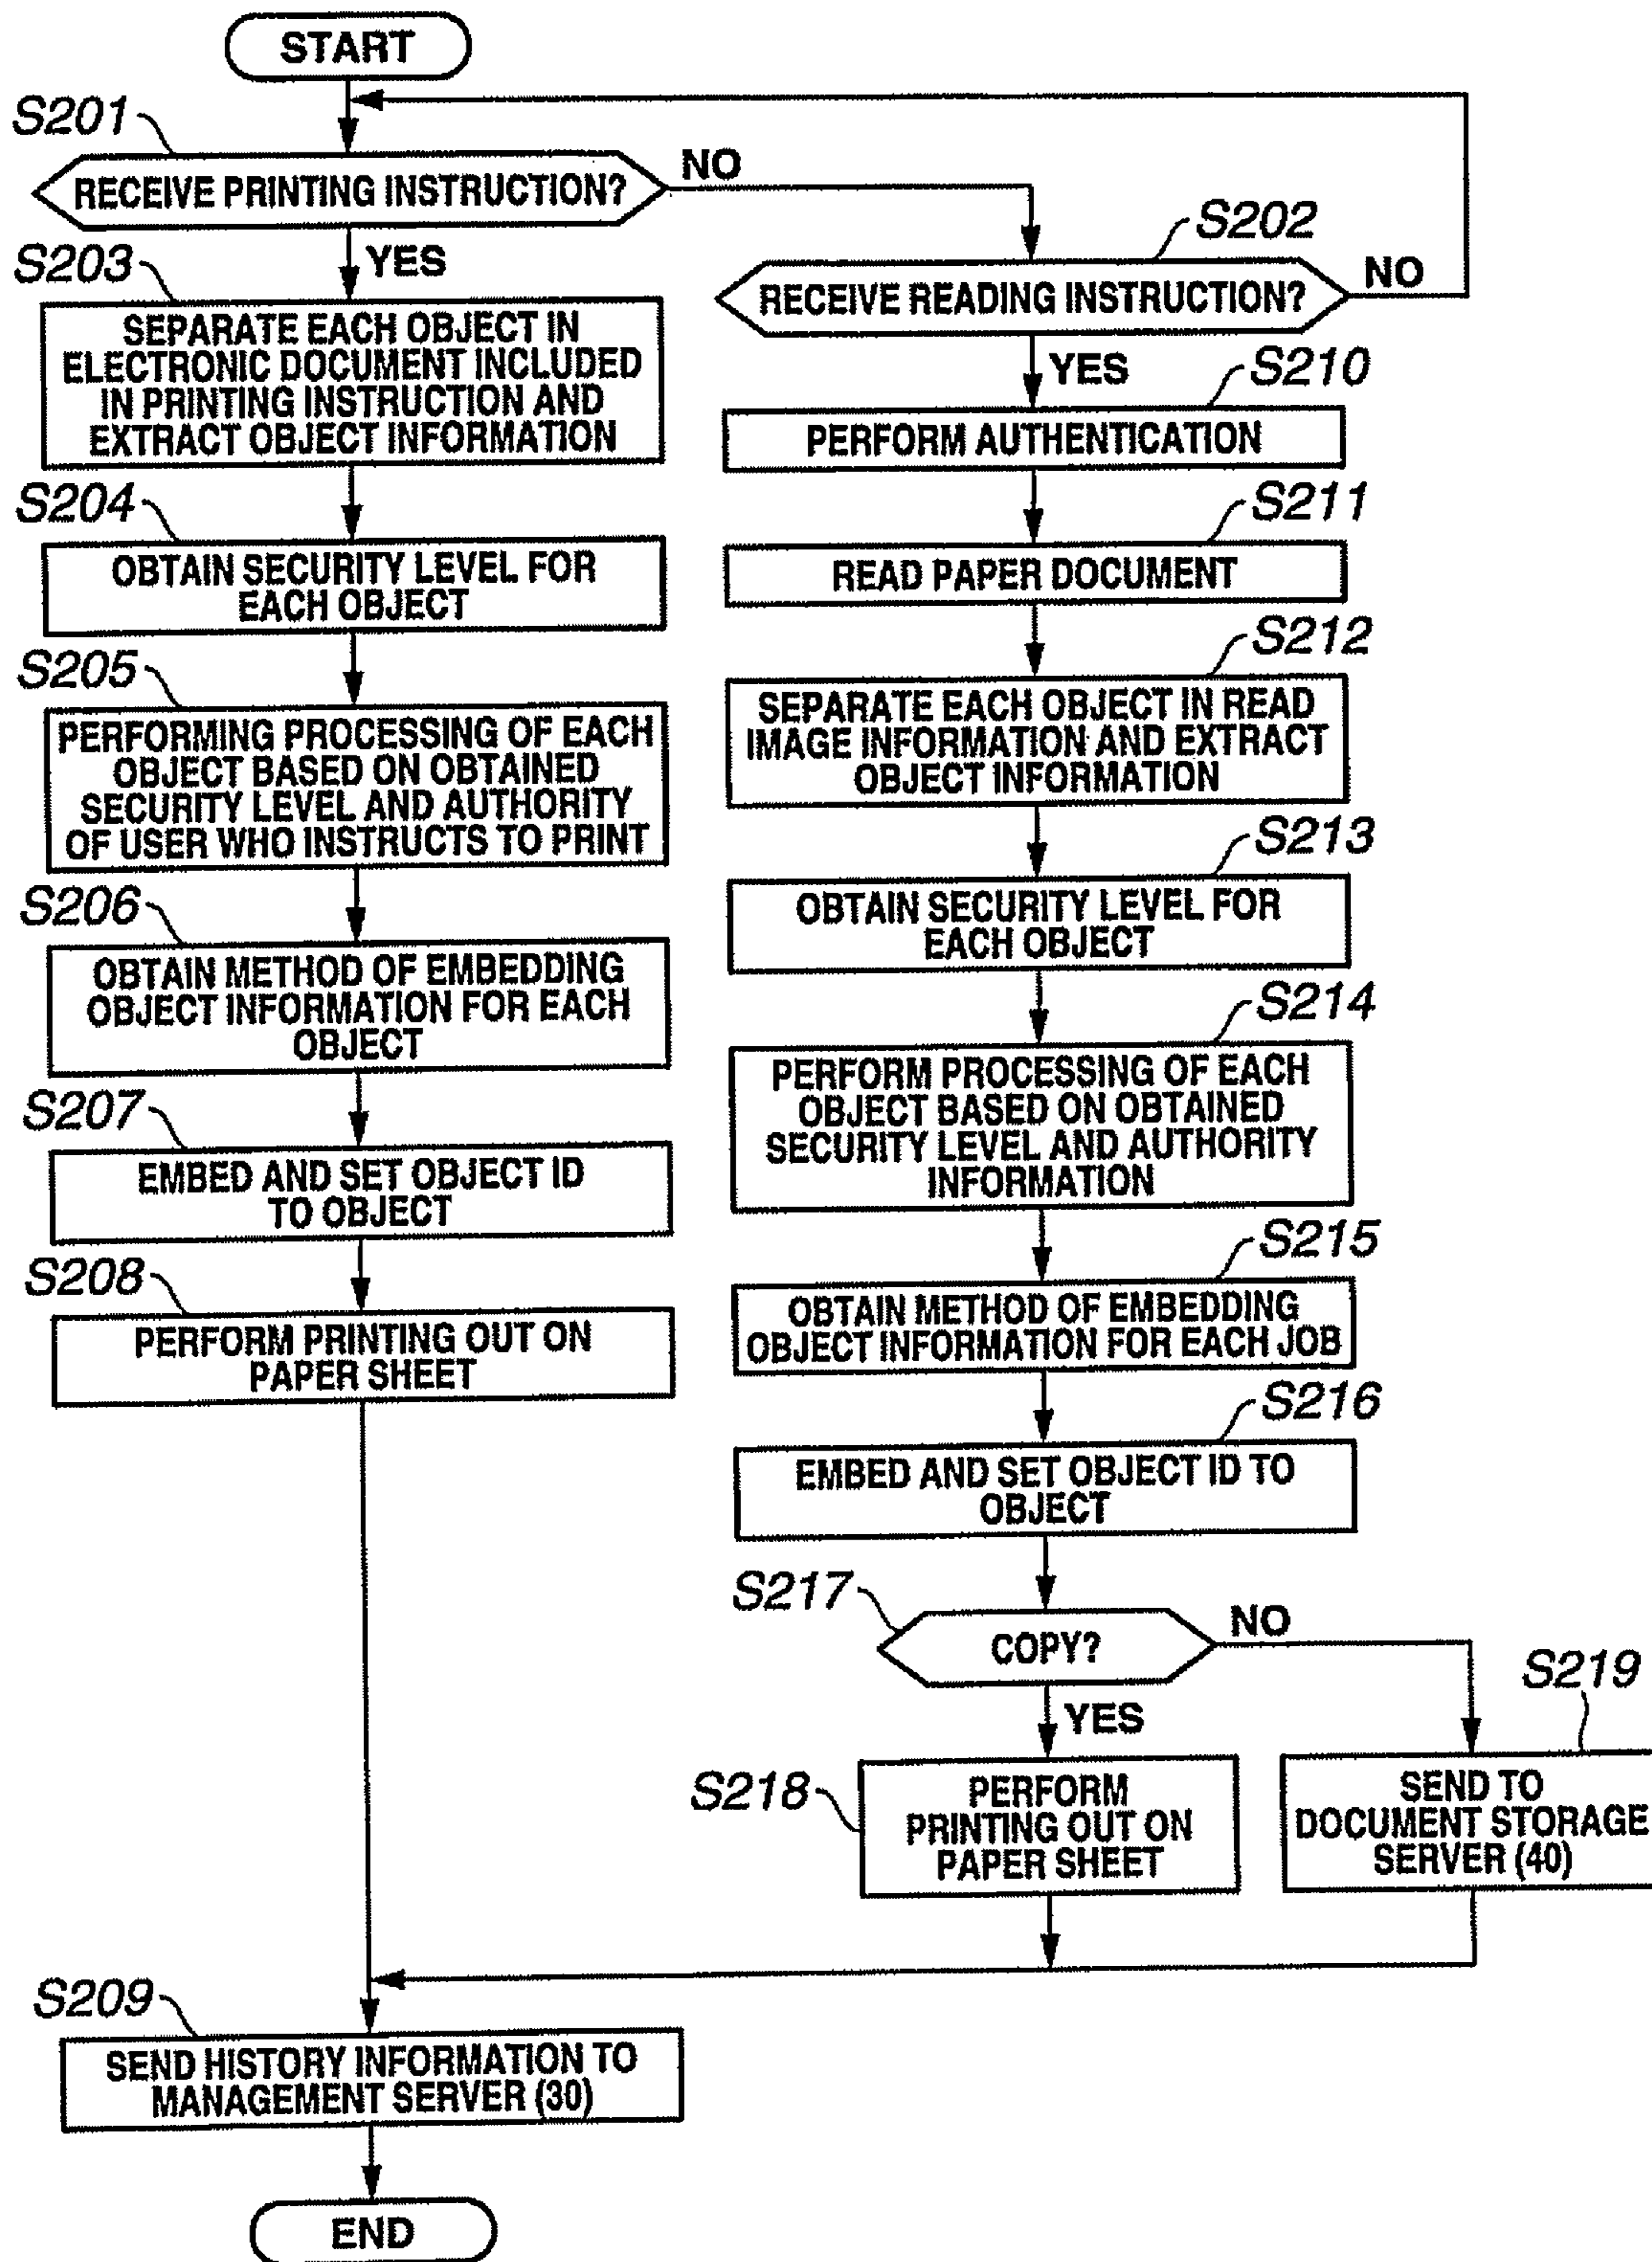 START
S201
RECEIVE PRINTING INSTRUCTION?
NO
YES
S202
RECEIVE READING INSTRUCTION?
NO
YES
S203
SEPARATE EACH OBJECT IN
ELECTRONIC DOCUMENT INCLUDED
IN PRINTING INSTRUCTION AND
EXTRACT OBJECT INFORMATION
S204
OBTAIN SECURITY LEVEL FOR
EACH OBJECT
S205
PERFORMING PROCESSING OF EACH
OBJECT BASED ON OBTAINED
SECURITY LEVEL AND AUTHORITY
OF USER WHO INSTRUCTS TO PRINT
S206
OBTAIN METHOD OF EMBEDDING
OBJECT INFORMATION FOR EACH
OBJECT
S207
EMBED AND SET OBJECT ID
TO OBJECT
S208
PERFORM PRINTING OUT ON
PAPER SHEET
S210
PERFORM AUTHENTICATION
S211
READ PAPER DOCUMENT
S212
SEPARATE EACH OBJECT IN READ
IMAGE INFORMATION AND EXTRACT
OBJECT INFORMATION
S213
OBTAIN SECURITY LEVEL FOR
EACH OBJECT
S214
PERFORM PROCESSING OF EACH
OBJECT BASED ON OBTAINED
SECURITY LEVEL AND AUTHORITY
INFORMATION
S215
OBTAIN METHOD OF EMBEDDING
OBJECT INFORMATION FOR EACH JOB
S216
EMBED AND SET OBJECT ID TO
OBJECT
S217
COPY?
NO
YES
S218
PERFORM
PRINTING OUT ON
PAPER SHEET
S219
SEND TO
DOCUMENT STORAGE
SERVER (40)
S209
SEND HISTORY INFORMATION TO
MANAGEMENT SERVER (30)
END